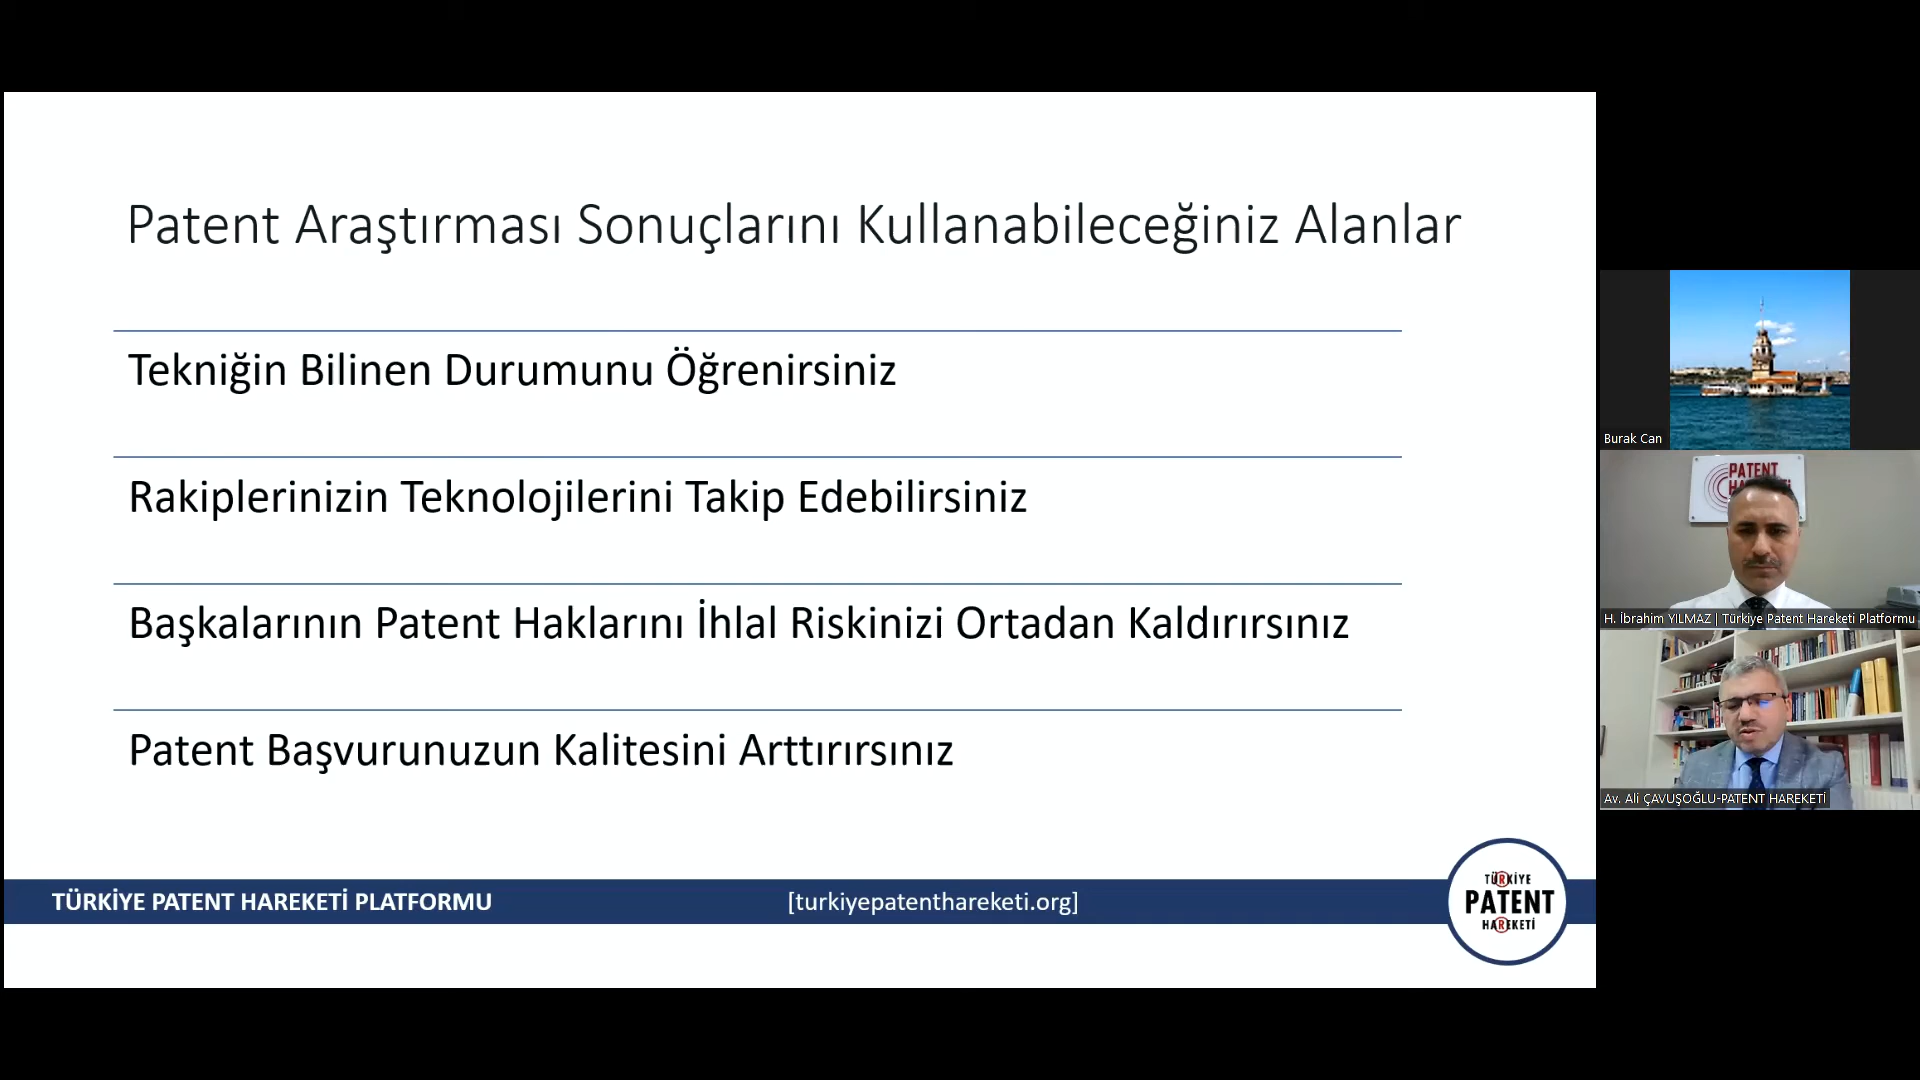 Patent Araştırması Sonuçlarını Kullanabileceğiniz Alanlar
Tekniğin Bilinen Durumunu Öğrenirsiniz
Rakiplerinizin Teknolojilerini Takip Edebilirsiniz
Başkalarının Patent Haklarını İhlal Riskinizi Ortadan Kaldırırsınız
Patent Başvurunuzun Kalitesini Arttırırsınız
TÜRKİYE PATENT HAREKETİ PLATFORMU
[turkiyepatenthareketi.org]
TÜRKİYE
PATENT
HAREKETİ
Burak Can
PATENT
H. İbrahim YILMAZ | Türkiye Patent Hareketi Platformu
Av. Ali ÇAVUŞOĞLU-PATENT HAREKETİ